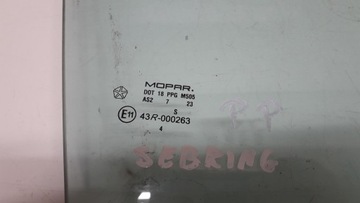 MOPAR.
DOT 18 PPG M505
AS2 7 23
S
E11 43R-000263
4
P.P
SEBRING